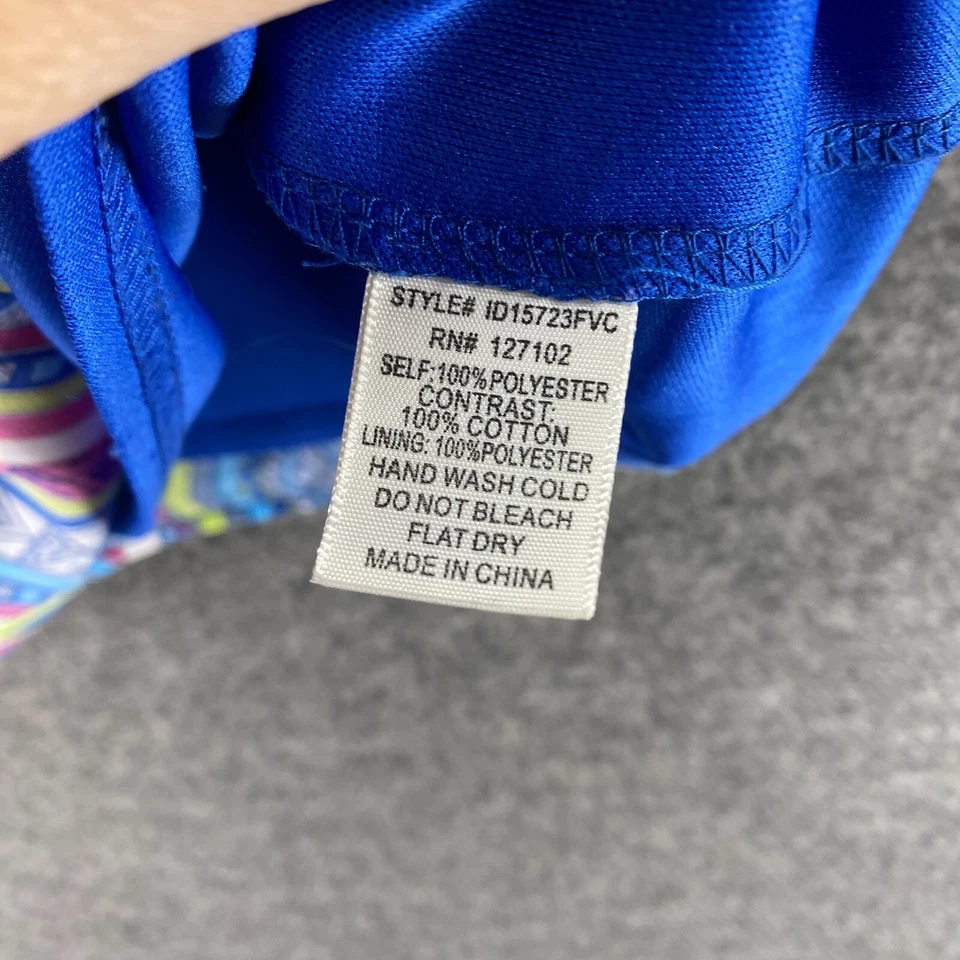 STYLE# ID15723FVC
RN# 127102
SELF:100%POLYESTER
CONTRAST:
100% COTTON
LINING: 100%POLYESTER
HAND WASH COLD
DO NOT BLEACH
FLAT DRY
MADE IN CHINA